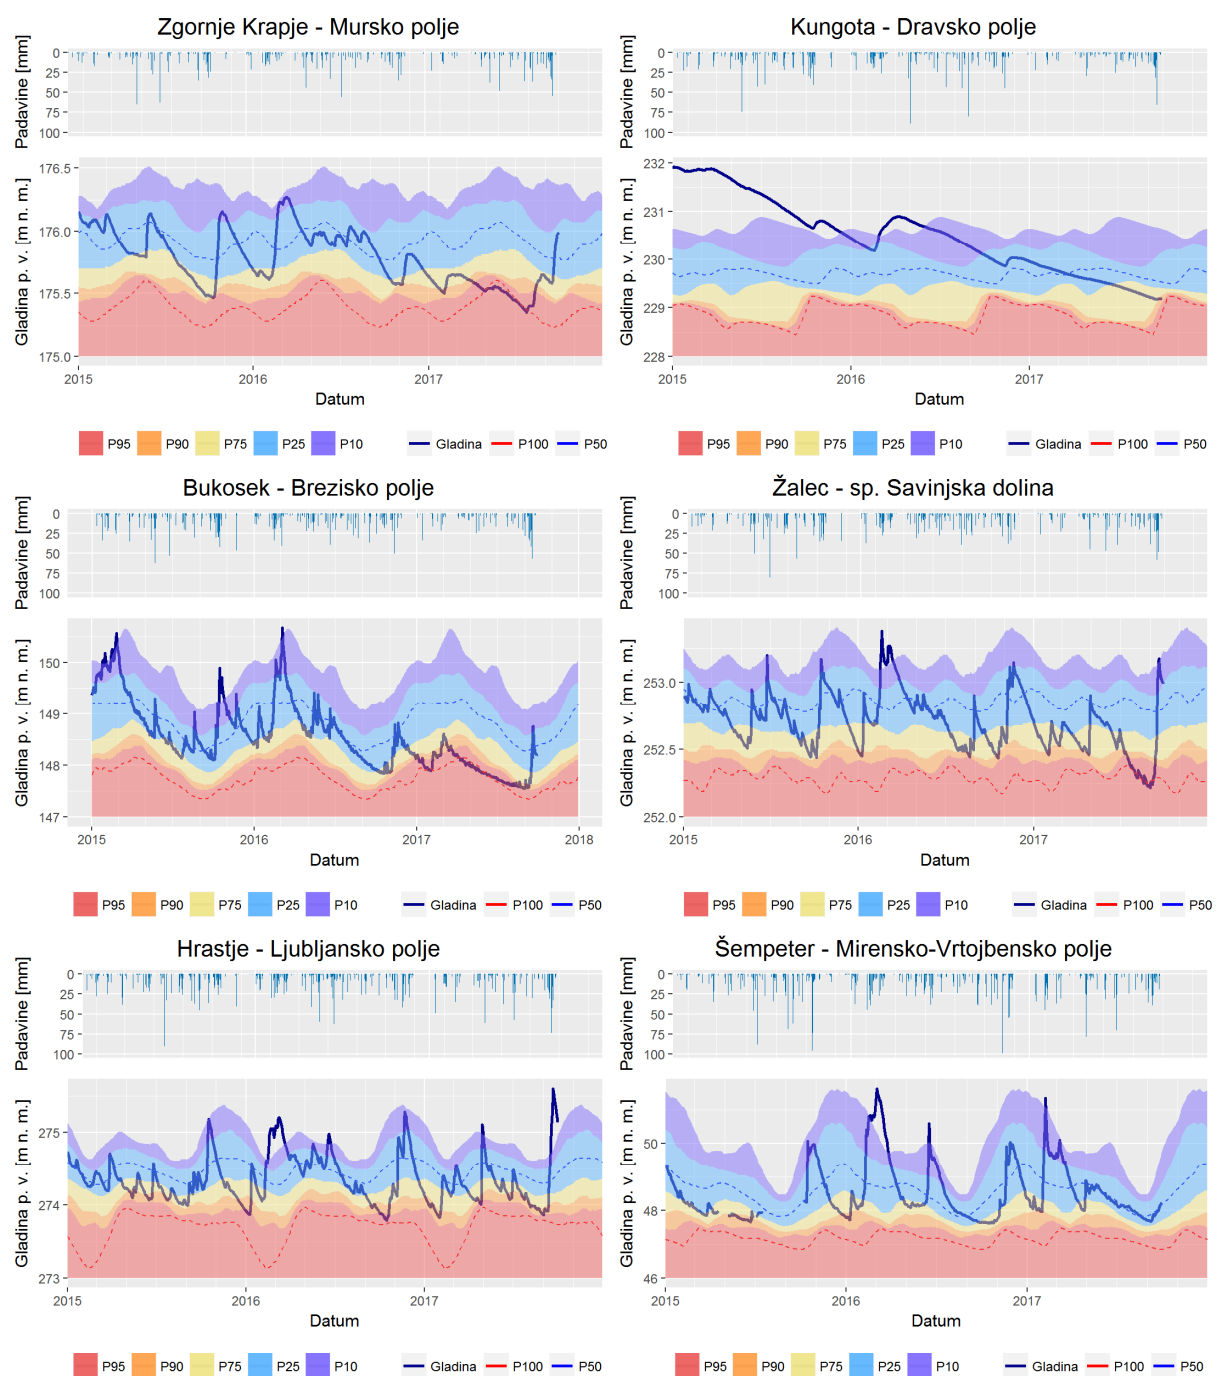 Zgornje Krapje - Mursko polje
Padavine [mm]
0
25
50
75
100
Gladina p. v. [m n. m.]
176.5
176.0
175.5
175.0
2015
2016
2017
Datum
P95 P90 P75 P25 P10 Gladina P100 P50
Kungota - Dravsko polje
Padavine [mm]
0
25
50
75
100
Gladina p. v. [m n. m.]
232
231
230
229
228
2015
2016
2017
Datum
P95 P90 P75 P25 P10 Gladina P100 P50
Bukosek - Brezisko polje
Padavine [mm]
0
25
50
75
100
Gladina p. v. [m n. m.]
150
149
148
147
2015
2016
2017
2018
Datum
P95 P90 P75 P25 P10 Gladina P100 P50
Žalec - sp. Savinjska dolina
Padavine [mm]
0
25
50
75
100
Gladina p. v. [m n. m.]
253.0
252.5
252.0
2015
2016
2017
Datum
P95 P90 P75 P25 P10 Gladina P100 P50
Hrastje - Ljubljansko polje
Padavine [mm]
0
25
50
75
100
Gladina p. v. [m n. m.]
275
274
273
2015
2016
2017
Datum
P95 P90 P75 P25 P10 Gladina P100 P50
Šempeter - Mirensko-Vrtojbensko polje
Padavine [mm]
0
25
50
75
100
Gladina p. v. [m n. m.]
50
48
46
2015
2016
2017
Datum
P95 P90 P75 P25 P10 Gladina P100 P50